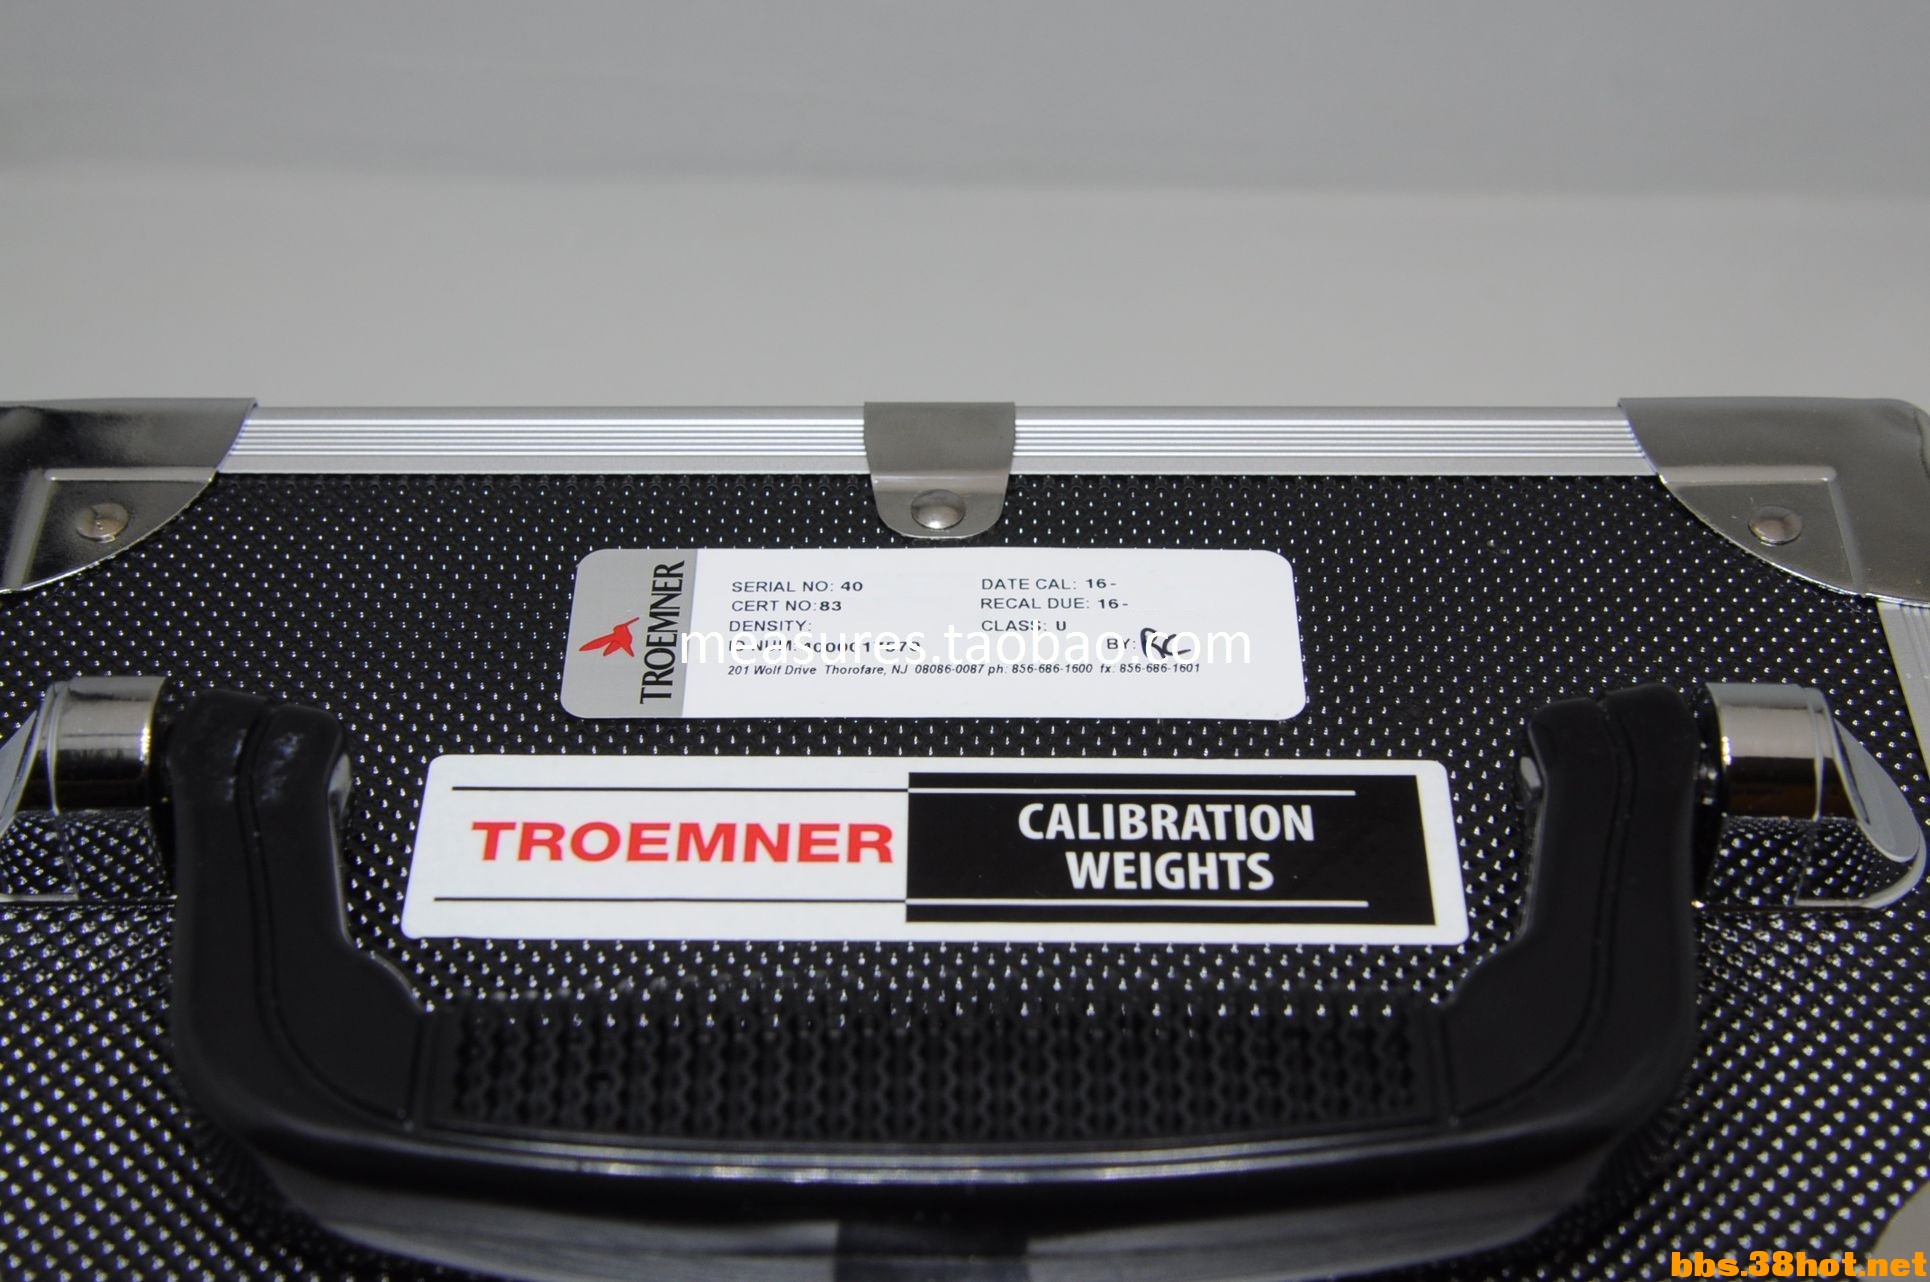 TROEMNER
SERIAL NO: 40
DATE CAL: 16-
CERT NO:83
RECAL DUE: 16-
DENSITY:
CLASS: U
BY:
measures.taobao.com
201 Wolf Drive Thorofare, NJ 08086-0087 ph: 856-686-1600 fx: 856-686-1601
TROEMNER
CALIBRATION
WEIGHTS
bbs.38hot.net